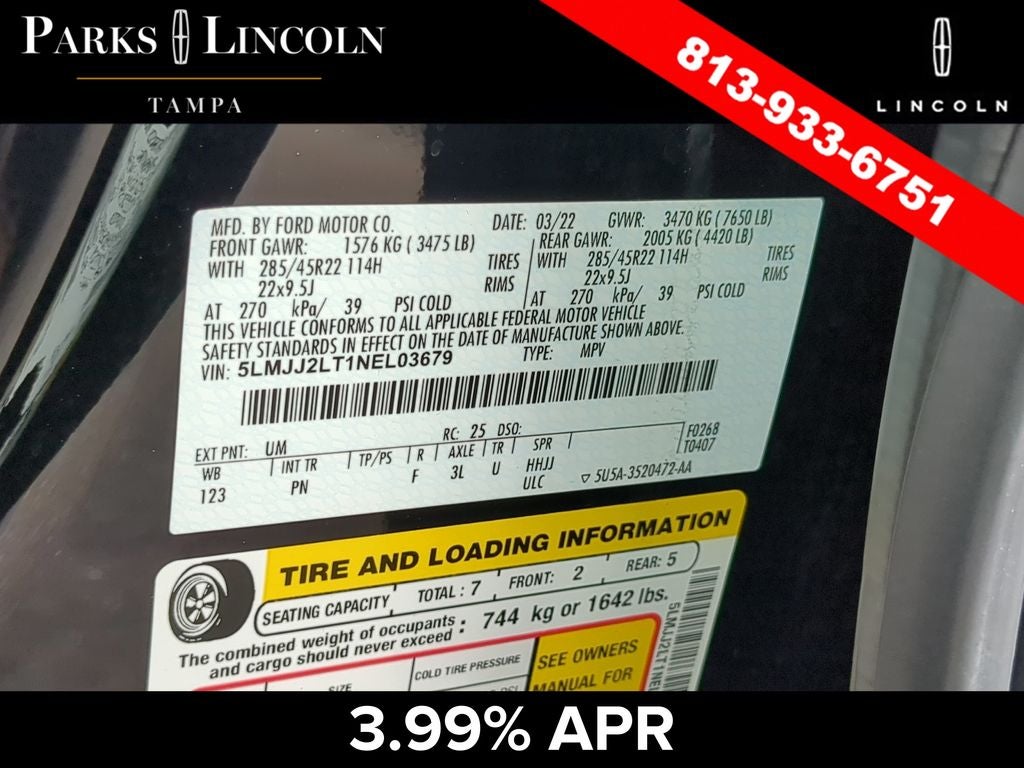 PARKS LINCOLN
TAMPA
813-933-6751
LINCOLN
MFD. BY FORD MOTOR CO. DATE: 03/22 GVWR: 3470 KG ( 7650 LB)
FRONT GAWR: 1576 KG ( 3475 LB) REAR GAWR: 2005 KG ( 4420 LB)
WITH 285/45R22 114H TIRES WITH 285/45R22 114H TIRES
22x9.5J RIMS 22x9.5J RIMS
AT 270 kPa/ 39 PSI COLD AT 270 kPa/ 39 PSI COLD
THIS VEHICLE CONFORMS TO ALL APPLICABLE FEDERAL MOTOR VEHICLE
SAFETY STANDARDS IN EFFECT ON THE DATE OF MANUFACTURE SHOWN ABOVE.
VIN: 5LMJJ2LT1NEL03679 TYPE: MPV
EXT PNT: UM RC: 25 DSO: F0268
WB INT TR TP/PS R AXLE TR SPR T0407
123 PN F 3L U HHJJ
ULC 5U5A-3520472-AA
TIRE AND LOADING INFORMATION
SEATING CAPACITY TOTAL : 7 FRONT: 2 REAR: 5
The combined weight of occupants
and cargo should never exceed : 744 kg or 1642 lbs.
SIZE COLD TIRE PRESSURE SEE OWNERS
MANUAL FOR
5LMJJ2LT1NEL
3.99% APR